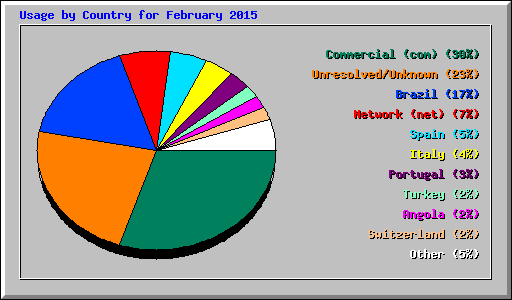 Usage by Country for February 2015
Commercial (com) (30%)
Unresolved/Unknown (23%)
Brazil (17%)
Network (net) (7%)
Spain (5%)
Italy (4%)
Portugal (3%)
Turkey (2%)
Angola (2%)
Switzerland (2%)
Other (5%)